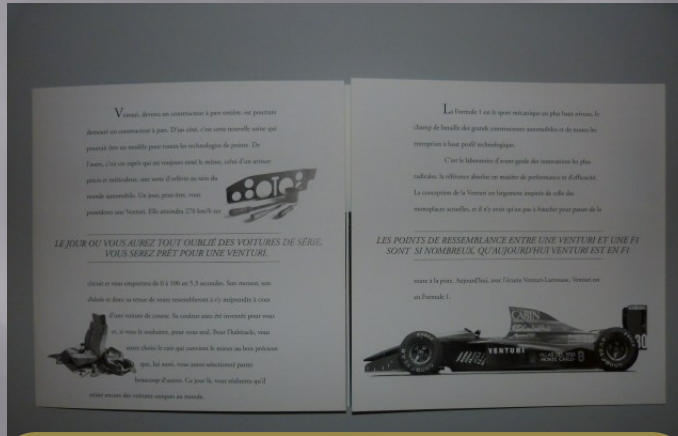 Venturi, devenu un constructeur à part entière, est pourtant
demeuré un constructeur à part. D'un côté, c'est cette nouvelle usine qui
pourrait être un modèle pour toutes les technologies de pointe. De
l'autre, c'est un esprit qui est toujours resté le même, celui d'un artisan
précis et méticuleux, une sorte d'orfèvre au sein du
monde automobile. Un jour, peut-être, vous
posséderez une Venturi. Elle atteindra 270 km/h sur
LE JOUR OU VOUS AUREZ TOUT OUBLIÉ DES VOITURES DE SÉRIE,
VOUS SEREZ PRÊT POUR UNE VENTURI.
circuit et vous emportera de 0 à 100 en 5,3 secondes. Son moteur, son
châssis et donc sa tenue de route ressembleront à s'y méprendre à ceux
d'une voiture de course. Sa couleur aura été inventée pour vous
et, si vous le souhaitez, pour vous seul. Pour l'habitacle, vous
aurez choisi le cuir qui convient le mieux au bois précieux
que, lui aussi, vous aurez sélectionné parmi
beaucoup d'autres. Ce jour là, vous réaliserez qu'il
existe encore des voitures uniques au monde.
La Formule 1 est le sport mécanique au plus haut niveau, le
champ de bataille des grands constructeurs automobiles et de toutes les
entreprises à haut profil technologique.
C'est le laboratoire d'avant garde des innovations les plus
radicales, la référence absolue en matière de performance et d'efficacité.
La conception de la Venturi est largement inspirée de celle des
monoplaces actuelles, et il n'y avait qu'un pas à franchir pour passer de la
LES POINTS DE RESSEMBLANCE ENTRE UNE VENTURI ET UNE F1
SONT SI NOMBREUX, QU'AUJOURD'HUI VENTURI EST EN F1
route à la piste. Aujourd'hui, avec l'écurie Venturi-Larrousse, Venturi est
en Formule 1.
CABIN
VENTURI
MONTE CARLO
8
30